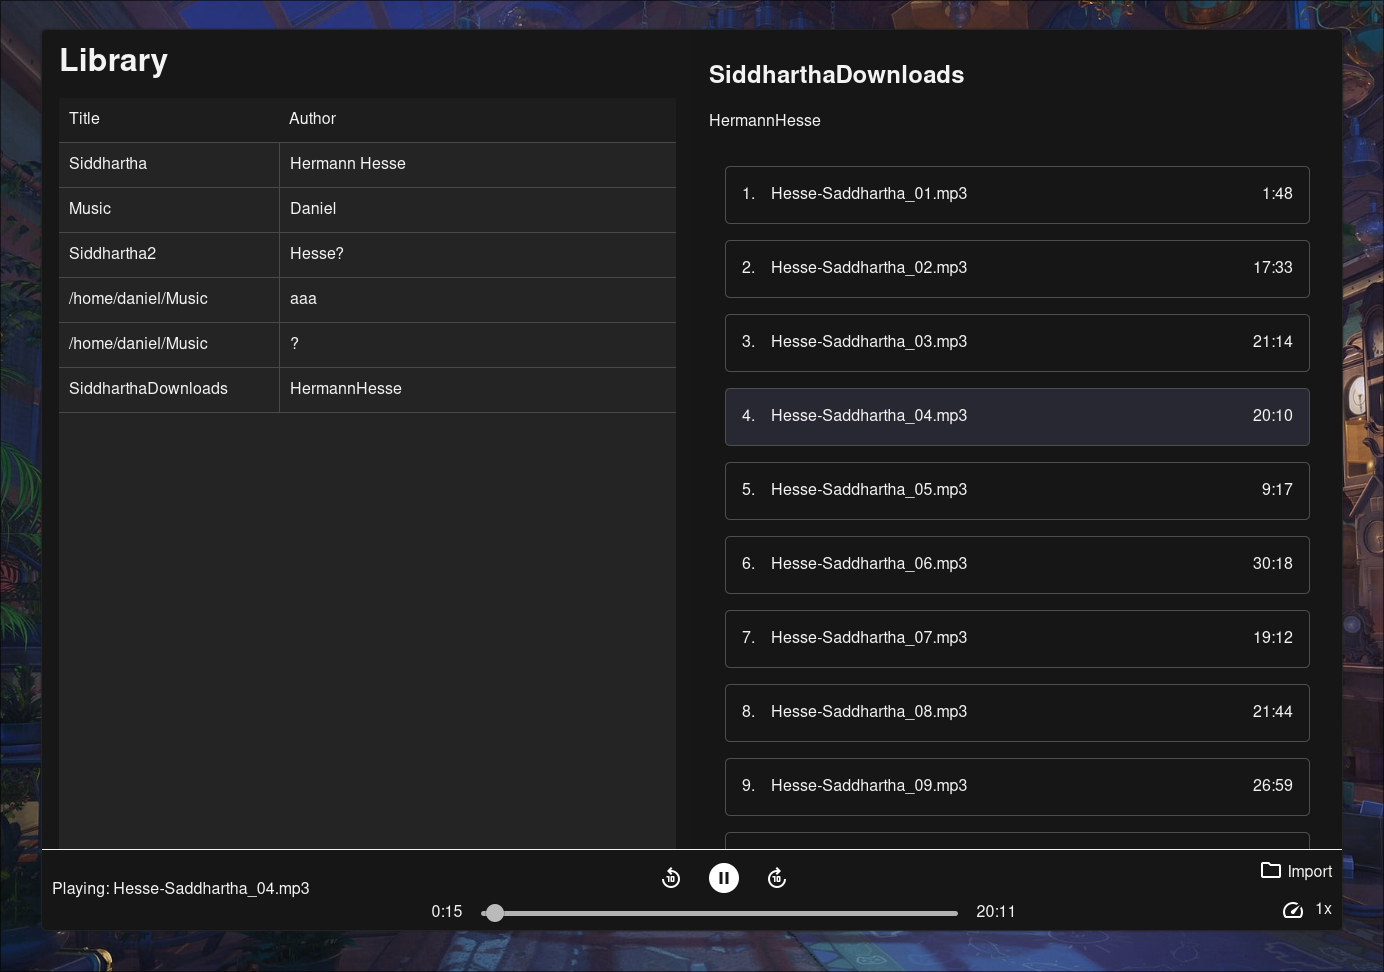 Library
Title Author
Siddhartha Hermann Hesse
Music Daniel
Siddhartha2 Hesse?
/home/daniel/Music aaa
/home/daniel/Music ?
SiddharthaDownloads HermannHesse
SiddharthaDownloads
HermannHesse
1. Hesse-Saddhartha_01.mp3 1:48
2. Hesse-Saddhartha_02.mp3 17:33
3. Hesse-Saddhartha_03.mp3 21:14
4. Hesse-Saddhartha_04.mp3 20:10
5. Hesse-Saddhartha_05.mp3 9:17
6. Hesse-Saddhartha_06.mp3 30:18
7. Hesse-Saddhartha_07.mp3 19:12
8. Hesse-Saddhartha_08.mp3 21:44
9. Hesse-Saddhartha_09.mp3 26:59
Playing: Hesse-Saddhartha_04.mp3
10 10
0:15 20:11
Import
1x